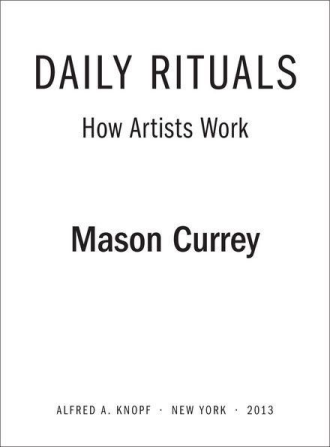 DAILY RITUALS
How Artists Work
Mason Currey
ALFRED A. KNOPF · NEW YORK · 2013